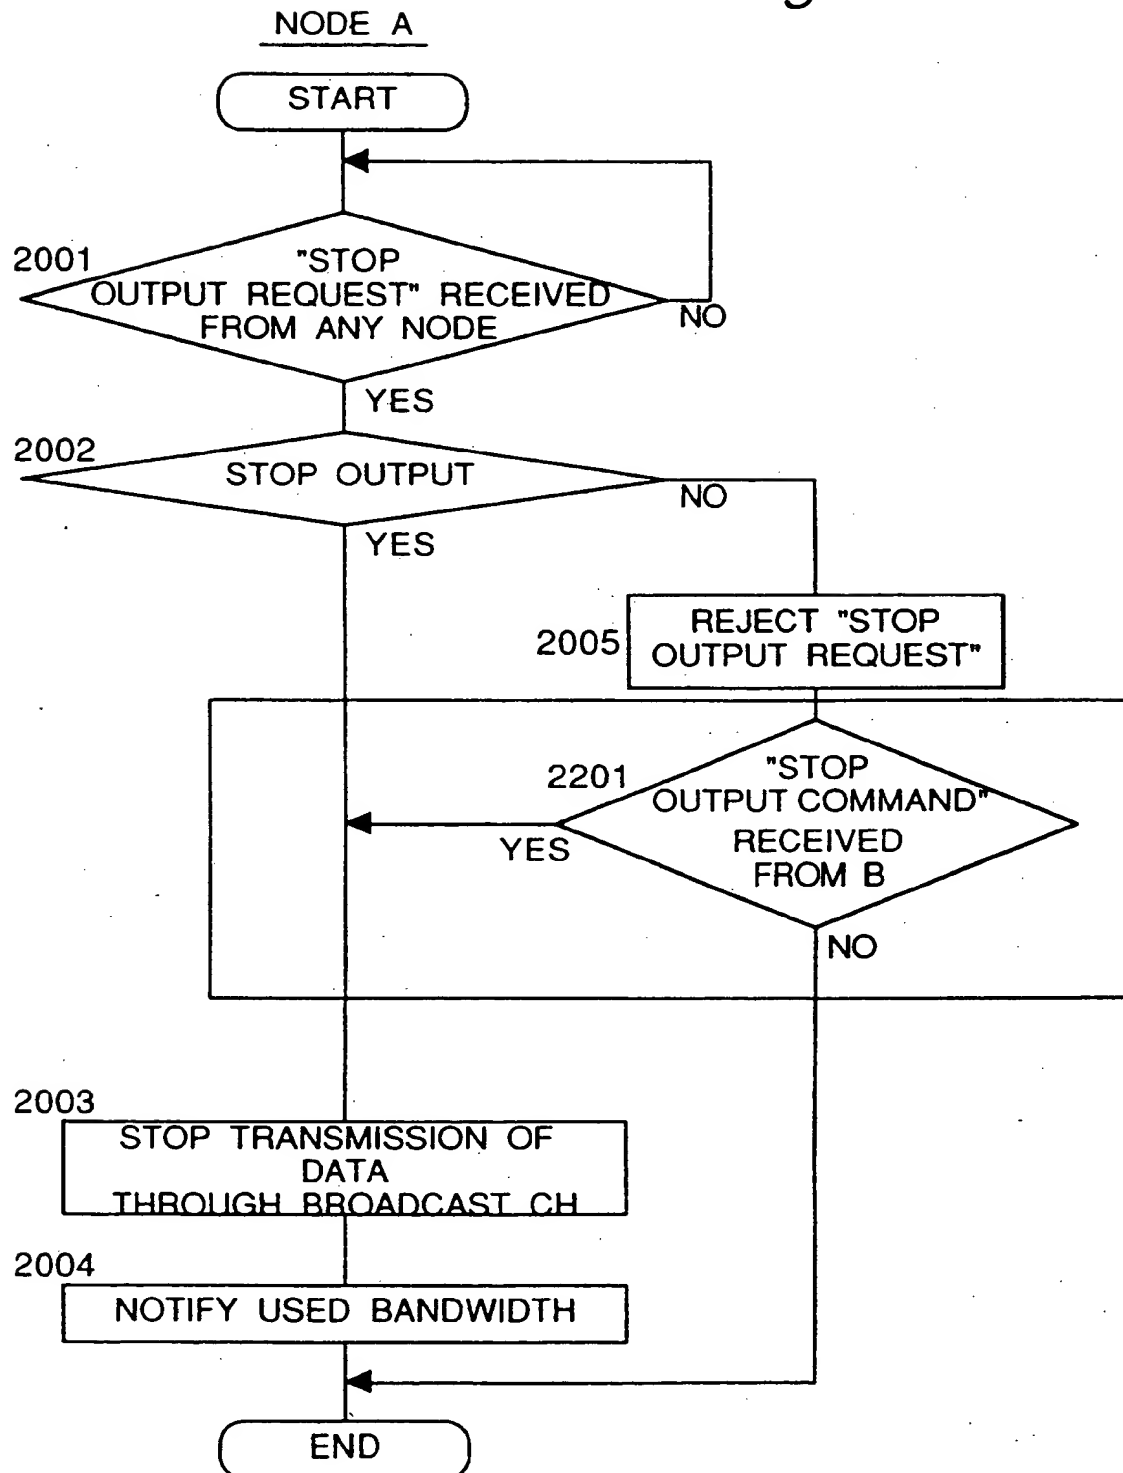 NODE A
START
2001
"STOP
OUTPUT REQUEST" RECEIVED
FROM ANY NODE
NO
YES
2002
STOP OUTPUT
NO
YES
2005
REJECT "STOP
OUTPUT REQUEST"
2201
"STOP
OUTPUT COMMAND"
RECEIVED
FROM B
YES
NO
2003
STOP TRANSMISSION OF
DATA
THROUGH BROADCAST CH
2004
NOTIFY USED BANDWIDTH
END